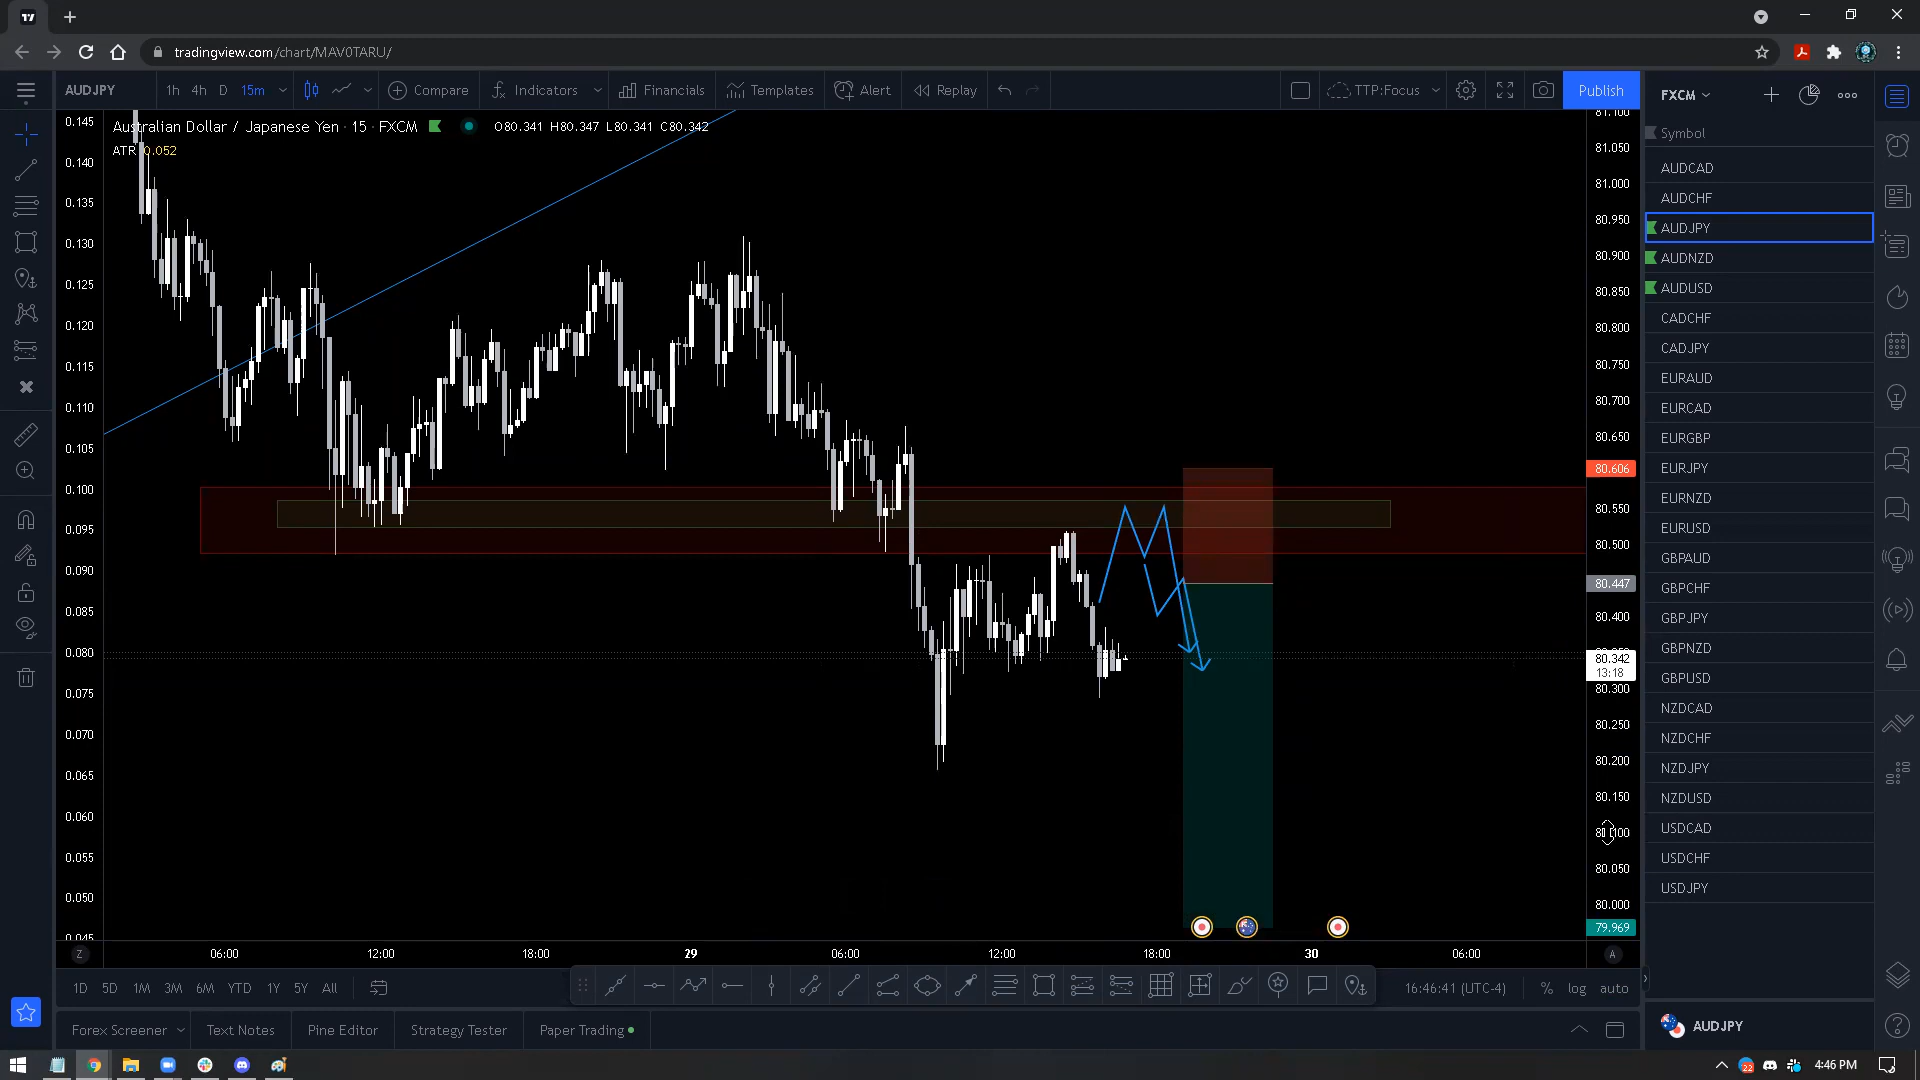 tradingview.com/chart/MAV0TARU/
AUDJPY
1h 4h D 15m
Compare
Indicators
Financials
Templates
Alert
Replay
TTP:Focus
Publish
FXCM
Australian Dollar / Japanese Yen · 15 · FXCM
O80.341 H80.347 L80.341 C80.342
ATR 0.052
0.145
0.140
0.135
0.130
0.125
0.120
0.115
0.110
0.105
0.100
0.095
0.090
0.085
0.080
0.075
0.070
0.065
0.060
0.055
0.050
0.045
81.100
81.050
81.000
80.950
80.900
80.850
80.800
80.750
80.700
80.650
80.606
80.550
80.500
80.447
80.400
80.342
13:18
80.300
80.250
80.200
80.150
80.100
80.050
80.000
79.969
Symbol
AUDCAD
AUDCHF
AUDJPY
AUDNZD
AUDUSD
CADCHF
CADJPY
EURAUD
EURCAD
EURGBP
EURJPY
EURNZD
EURUSD
GBPAUD
GBPCHF
GBPJPY
GBPNZD
GBPUSD
NZDCAD
NZDCHF
NZDJPY
NZDUSD
USDCAD
USDCHF
USDJPY
Z
06:00 12:00 18:00 29 06:00 12:00 18:00 30 06:00
A
1D 5D 1M 3M 6M YTD 1Y 5Y All
16:46:41 (UTC-4)
% log auto
Forex Screener
Text Notes
Pine Editor
Strategy Tester
Paper Trading
AUDJPY
22
4:46 PM